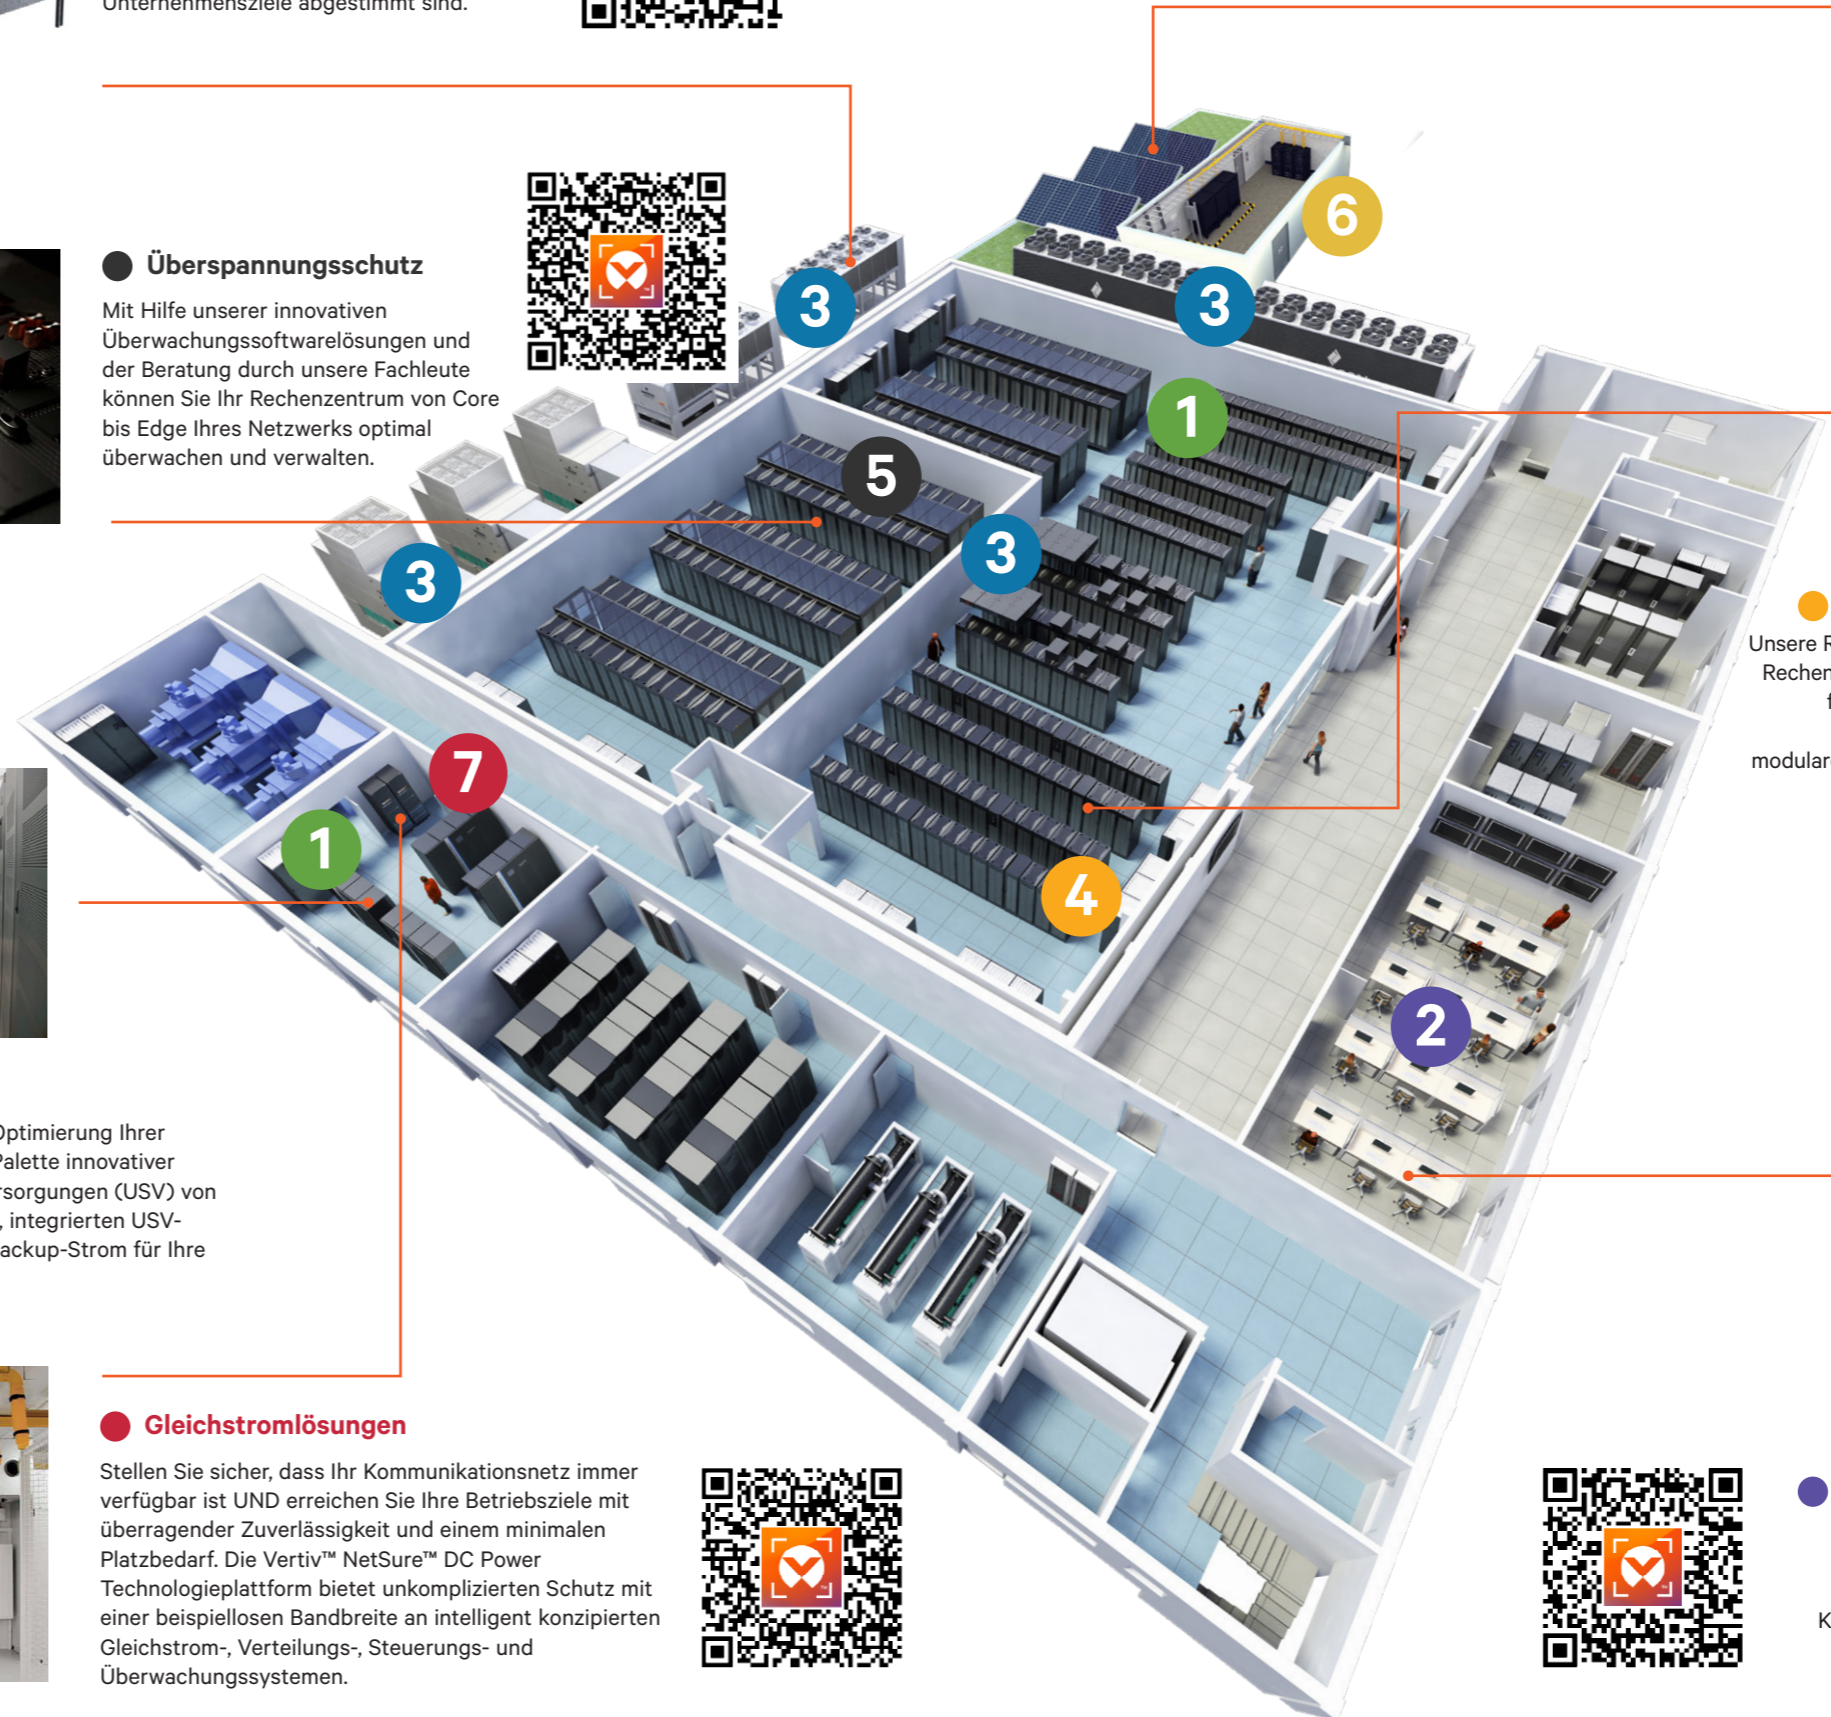 Unternehmensziele abgestimmt sind.
Überspannungsschutz
Mit Hilfe unserer innovativen
Überwachungssoftwarelösungen und
der Beratung durch unsere Fachleute
können Sie Ihr Rechenzentrum von Core
bis Edge Ihres Netzwerks optimal
überwachen und verwalten.
6
3
3
1
5
3
3
Unsere
modular
7
1
4
2
Optimierung Ihrer
Palette innovativer
rsorgungen (USV) von
, integrierten USV-
ackup-Strom für Ihre
Gleichstromlösungen
Stellen Sie sicher, dass Ihr Kommunikationsnetz immer
verfügbar ist UND erreichen Sie Ihre Betriebsziele mit
überragender Zuverlässigkeit und einem minimalen
Platzbedarf. Die Vertiv™ NetSure™ DC Power
Technologieplattform bietet unkomplizierten Schutz mit
einer beispiellosen Bandbreite an intelligent konzipierten
Gleichstrom-, Verteilungs-, Steuerungs- und
Überwachungssystemen.